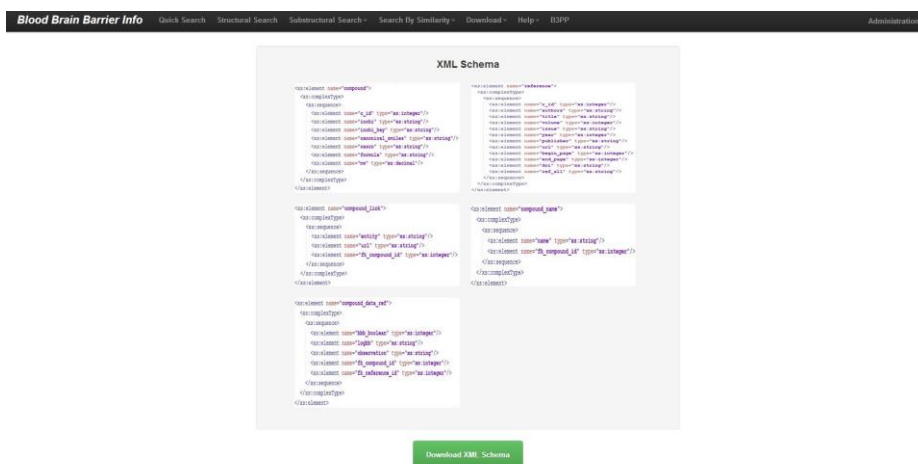 Blood Brain Barrier Info Quick Search Structural Search Substructural Search Search By Similarity Download Help B3PP Administration
XML Schema
<xs:element name="compound">
<xs:complexType>
<xs:sequence>
<xs:element name="c_id" type="xs:integer"/>
<xs:element name="inchi" type="xs:string"/>
<xs:element name="inchi_key" type="xs:string"/>
<xs:element name="canonical_smiles" type="xs:string"/>
<xs:element type="xs:string"/>
<xs:element name="formula" type="xs:string"/>
<xs:element name="mw" type="xs:decimal"/>
</xs:sequence>
</xs:complexType>
</xs:element>
<xs:element name="reference">
<xs:complexType>
<xs:sequence>
<xs:element name="r_id" type="xs:integer"/>
<xs:element name="authors" type="xs:string"/>
<xs:element name="title" type="xs:string"/>
<xs:element name="volume" type="xs:integer"/>
<xs:element name="issue" type="xs:integer"/>
<xs:element name="year" type="xs:integer"/>
<xs:element name="publisher" type="xs:string"/>
<xs:element name="url" type="xs:string"/>
<xs:element name="begin_page" type="xs:integer"/>
<xs:element name="end_page" type="xs:integer"/>
<xs:element name="doi" type="xs:string"/>
<xs:element name="ref_all" type="xs:string"/>
</xs:sequence>
</xs:complexType>
</xs:element>
<xs:element name="compound_link">
<xs:complexType>
<xs:sequence>
<xs:element name="entity" type="xs:string"/>
<xs:element name="url" type="xs:string"/>
<xs:element name="fk_compound_id" type="xs:integer"/>
</xs:sequence>
</xs:complexType>
</xs:element>
<xs:element name="compound_name">
<xs:complexType>
<xs:sequence>
<xs:element name="name" type="xs:string"/>
<xs:element name="fk_compound_id" type="xs:integer"/>
</xs:sequence>
</xs:complexType>
</xs:element>
<xs:element name="compound_data_ref">
<xs:complexType>
<xs:sequence>
<xs:element name="bbb_boolean" type="xs:integer"/>
<xs:element name="logbb" type="xs:string"/>
<xs:element name="observation" type="xs:string"/>
<xs:element name="fk_compound_id" type="xs:integer"/>
<xs:element name="fk_reference_id" type="xs:integer"/>
</xs:sequence>
</xs:complexType>
</xs:element>
Download XML Schema